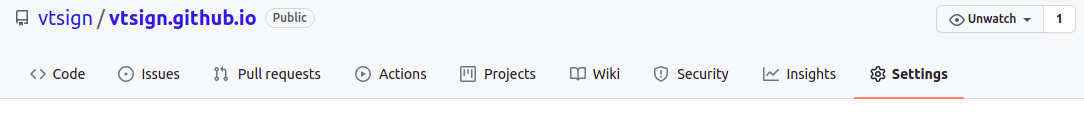 vtsign / vtsign.github.io Public Unwatch 1
Code Issues Pull requests Actions Projects Wiki Security Insights Settings